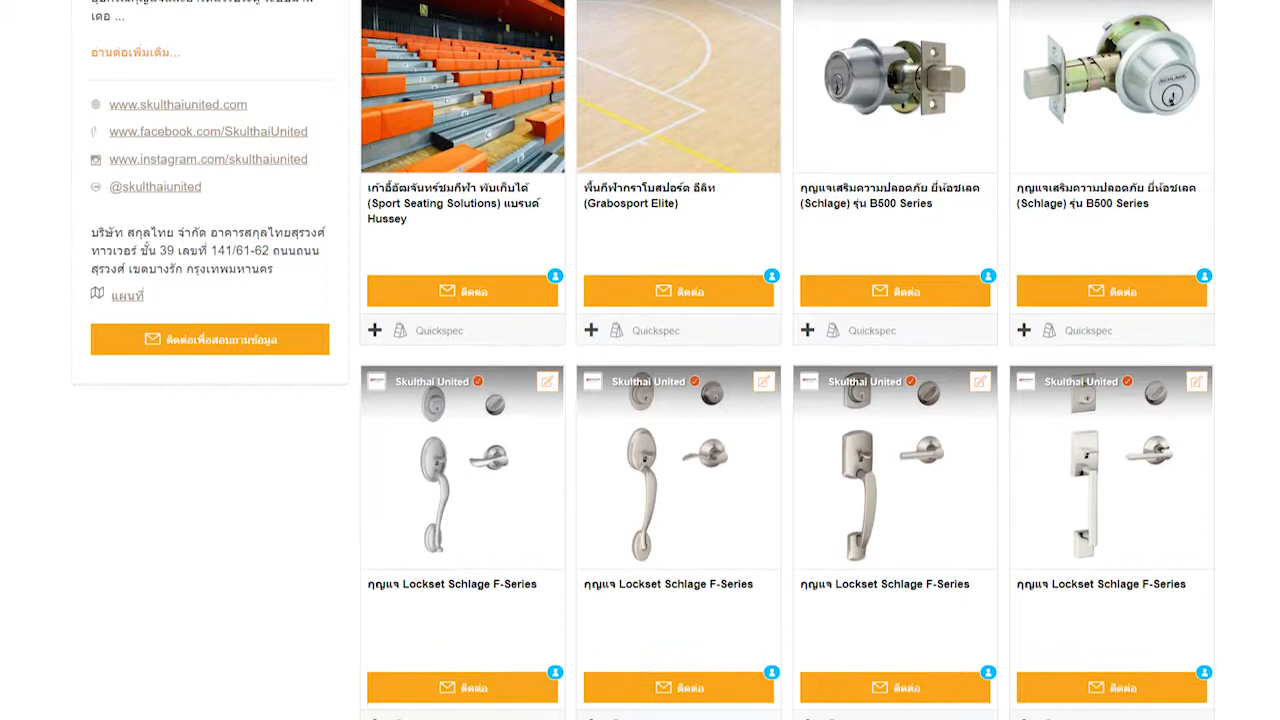 เดอ ...
อ่านต่อเพิ่มเติม...
www.skulthaiunited.com
www.facebook.com/SkulthaiUnited
www.instagram.com/skulthaiunited
@skulthaiunited
บริษัท สกุลไทย จำกัด อาคารสกุลไทยสุรวงศ์
ทาวเวอร์ ชั้น 39 เลขที่ 141/61-62 ถนนถนน
สุรวงศ์ เขตบางรัก กรุงเทพมหานคร
แผนที่
ติดต่อเพื่อสอบถามข้อมูล
เก้าอี้อัฒจันทร์ชมกีฬา พับเก็บได้
(Sport Seating Solutions) แบรนด์
Hussey
ติดต่อ
Quickspec
พื้นกีฬากราโบสปอร์ต อีลิท
(Grabosport Elite)
ติดต่อ
Quickspec
กุญแจเสริมความปลอดภัย ยี่ห้อชเลค
(Schlage) รุ่น B500 Series
ติดต่อ
Quickspec
SCHLAGE
กุญแจเสริมความปลอดภัย ยี่ห้อชเลค
(Schlage) รุ่น B500 Series
ติดต่อ
Quickspec
Skulthai United
กุญแจ Lockset Schlage F-Series
ติดต่อ
Skulthai United
กุญแจ Lockset Schlage F-Series
ติดต่อ
Skulthai United
กุญแจ Lockset Schlage F-Series
ติดต่อ
Skulthai United
กุญแจ Lockset Schlage F-Series
ติดต่อ